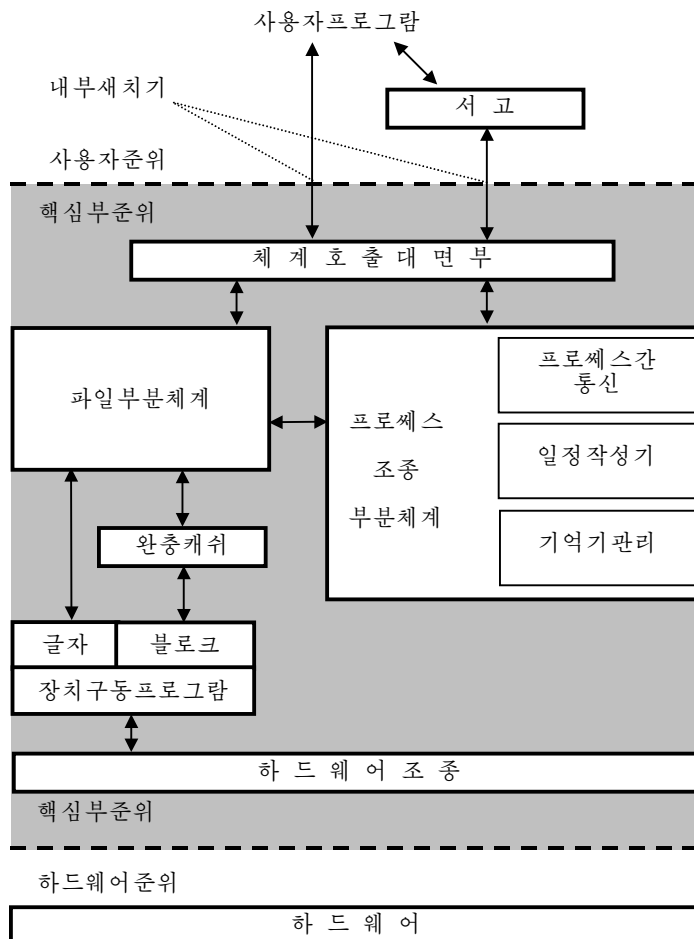 사용자프로그람
내부새치기
서 고
사용자준위
핵심부준위
체 계 호 출 대 면 부
파일부분체계
프로쎄스
조종
부분체계
프로쎄스간
통신
일정작성기
기억기관리
완충캐쉬
글자
블로크
장치구동프로그람
하 드 웨 어 조 종
핵심부준위
하드웨어준위
하 드 웨 어